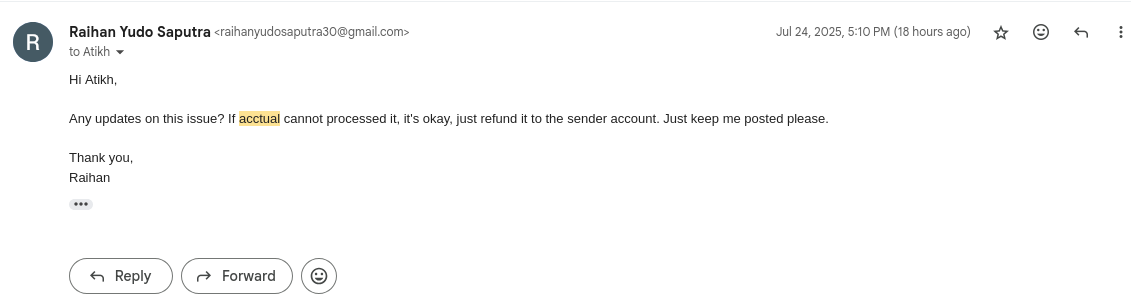 R
Raihan Yudo Saputra <raihanyudosaputra30@gmail.com>
Jul 24, 2025, 5:10 PM (18 hours ago)
to Atikh
Hi Atikh,
Any updates on this issue? If acctual cannot processed it, it's okay, just refund it to the sender account. Just keep me posted please.
Thank you,
Raihan
Reply
Forward